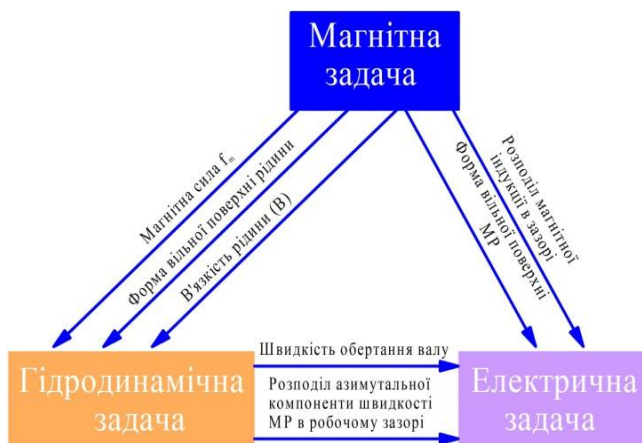 Магнітна
задача
Магнітна сила fm
Форма вільної поверхні рідини
В'язкість рідини (В)
Форма вільної поверхні
МР
Розподіл магнітної
індукції в зазорі
Гідродинамічна
задача
Швидкість обертання валу
Розподіл азимутальної
компоненти швидкості
МР в робочому зазорі
Електрична
задача